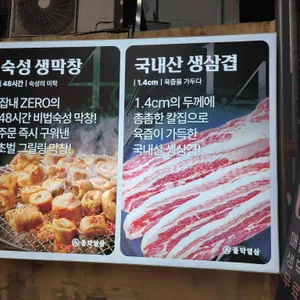 숙성 생막창
48시간 | 숙성의 미학
잡내 ZERO의
48시간 비법숙성 막창!
주문 즉시 구워낸
초벌 그릴링 막창!
국내산 생삼겹
1.4cm | 육즙을 가두다
1.4cm의 두께에
촘촘한 칼집으로
육즙이 가득한
국내산 생삼겹!